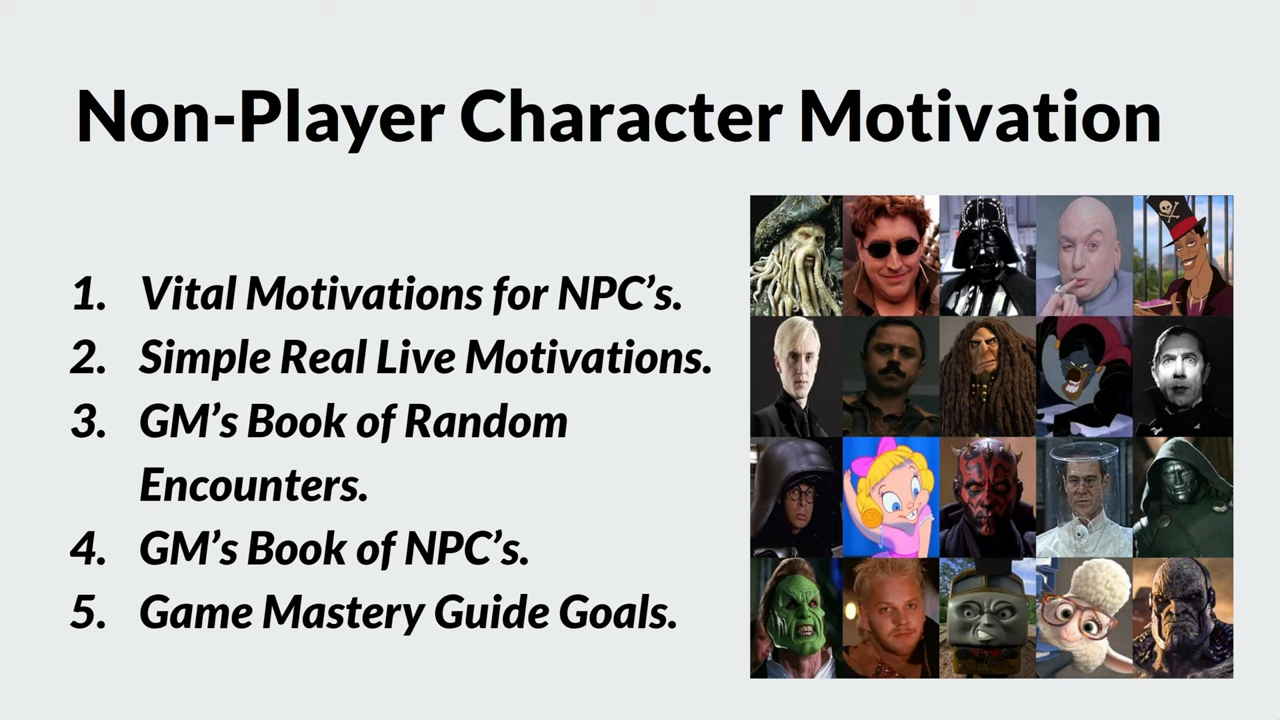 Non-Player Character Motivation
1. Vital Motivations for NPC’s.
2. Simple Real Live Motivations.
3. GM’s Book of Random
Encounters.
4. GM’s Book of NPC’s.
5. Game Mastery Guide Goals.